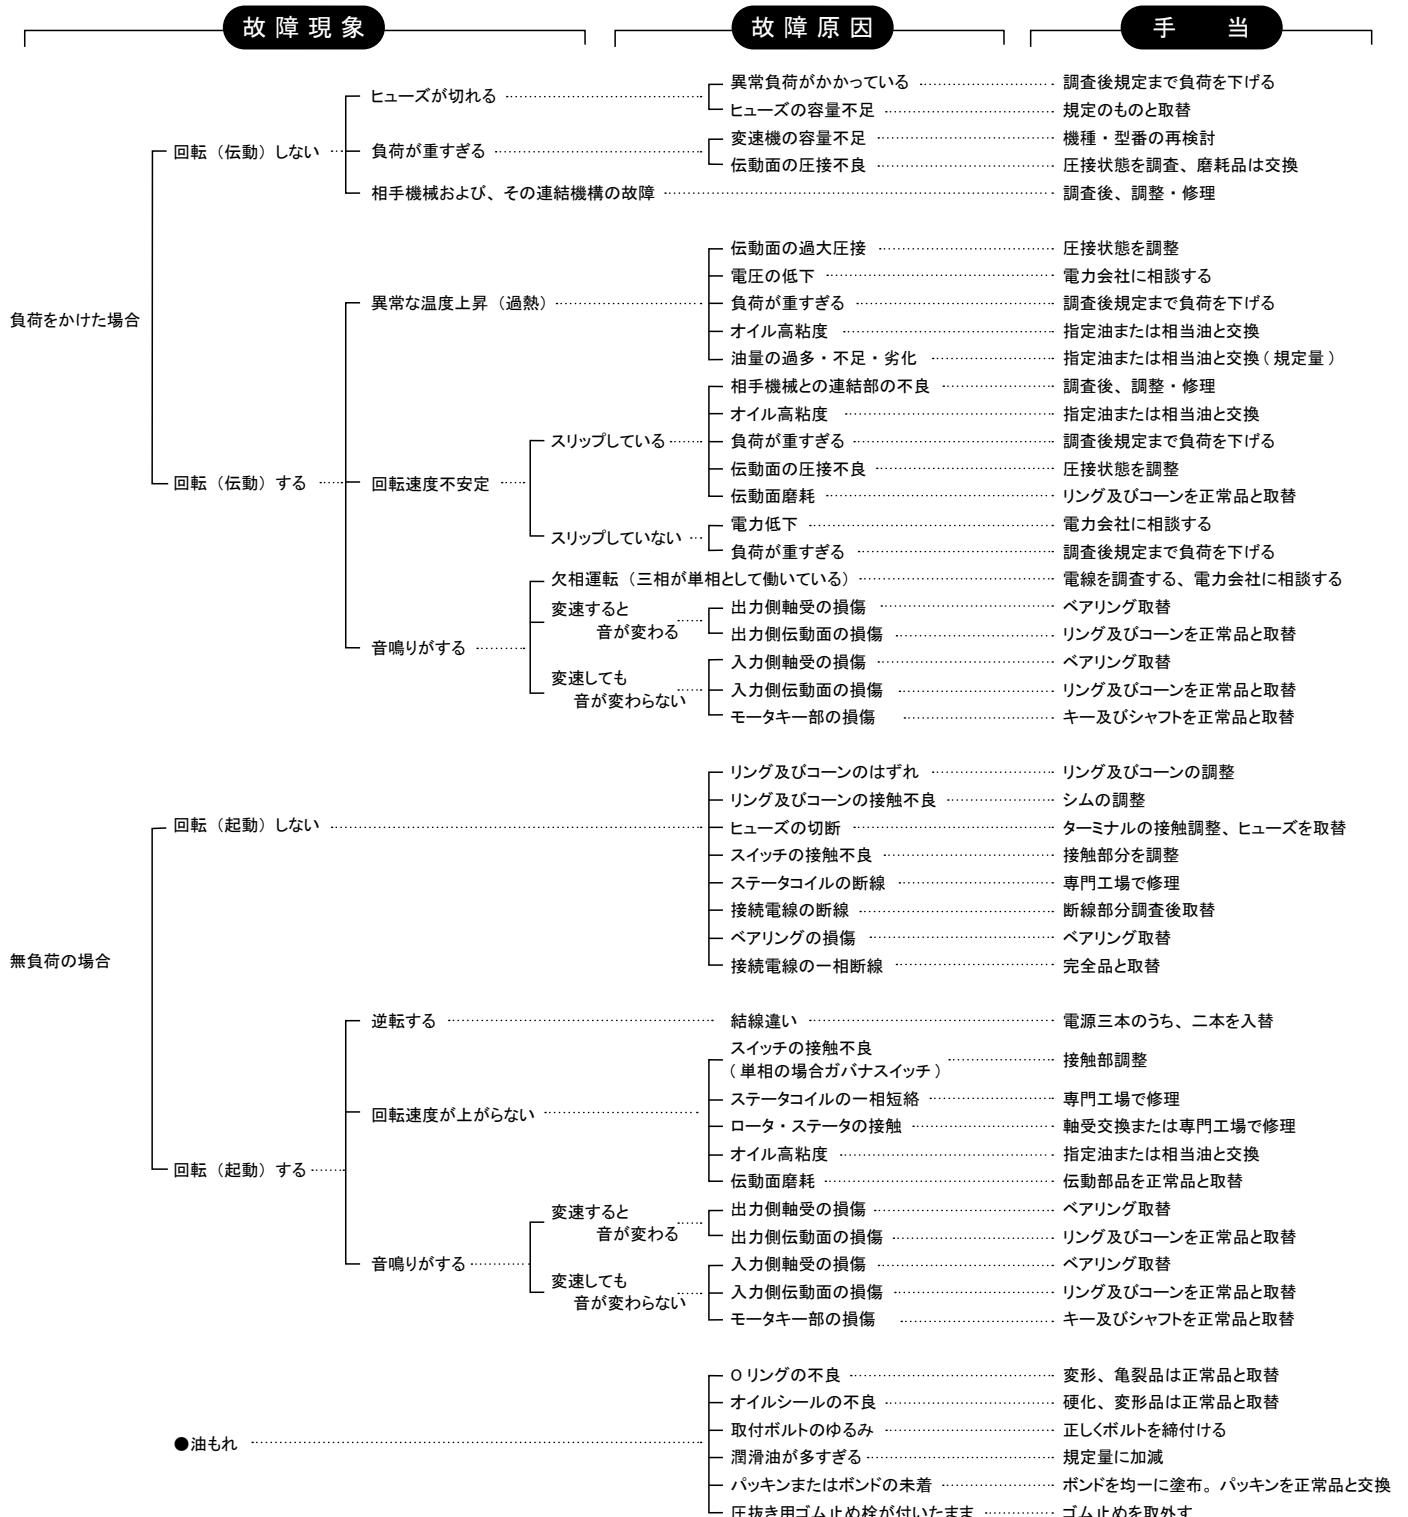 故障現象 故障原因 手当
ヒューズが切れる 異常負荷がかかっている 調査後規定まで負荷を下げる
ヒューズの容量不足 規定のものと取替
回転（伝動）しない 負荷が重すぎる 変速機の容量不足 機種・型番の再検討
伝動面の圧接不良 圧接状態を調査、磨耗品は交換
相手機械および、その連結機構の故障 調査後、調整・修理
負荷をかけた場合
伝動面の過大圧接 圧接状態を調整
電圧の低下 電力会社に相談する
異常な温度上昇（過熱） 負荷が重すぎる 調査後規定まで負荷を下げる
オイル高粘度 指定油または相当油と交換
油量の過多・不足・劣化 指定油または相当油と交換(規定量)
相手機械との連結部の不良 調査後、調整・修理
オイル高粘度 指定油または相当油と交換
スリップしている 負荷が重すぎる 調査後規定まで負荷を下げる
伝動面の圧接不良 圧接状態を調整
回転（伝動）する 回転速度不安定
伝動面磨耗 リング及びコーンを正常品と取替
電力低下 電力会社に相談する
スリップしていない
負荷が重すぎる 調査後規定まで負荷を下げる
欠相運転（三相が単相として働いている） 電線を調査する、電力会社に相談する
変速すると 出力側軸受の損傷 ベアリング取替
音が変わる 出力側伝動面の損傷 リング及びコーンを正常品と取替
音鳴りがする
入力側軸受の損傷 ベアリング取替
変速しても
音が変わらない 入力側伝動面の損傷 リング及びコーンを正常品と取替
モータキー部の損傷 キー及びシャフトを正常品と取替
リング及びコーンのはずれ リング及びコーンの調整
リング及びコーンの接触不良 シムの調整
回転（起動）しない ヒューズの切断 ターミナルの接触調整、ヒューズを取替
スイッチの接触不良 接触部分を調整
ステータコイルの断線 専門工場で修理
接続電線の断線 断線部分調査後取替
ベアリングの損傷 ベアリング取替
無負荷の場合 接続電線の一相断線 完全品と取替
逆転する 結線違い 電源三本のうち、二本を入替
スイッチの接触不良
(単相の場合ガバナスイッチ) 接触部調整
ステータコイルの一相短絡 専門工場で修理
回転速度が上がらない
ロータ・ステータの接触 軸受交換または専門工場で修理
オイル高粘度 指定油または相当油と交換
回転（起動）する
伝動面磨耗 伝動部品を正常品と取替
変速すると 出力側軸受の損傷 ベアリング取替
音が変わる 出力側伝動面の損傷 リング及びコーンを正常品と取替
音鳴りがする 入力側軸受の損傷 ベアリング取替
変速しても
音が変わらない 入力側伝動面の損傷 リング及びコーンを正常品と取替
モータキー部の損傷 キー及びシャフトを正常品と取替
Oリングの不良 変形、亀裂品は正常品と取替
オイルシールの不良 硬化、変形品は正常品と取替
取付ボルトのゆるみ 正しくボルトを締付ける
●油もれ
潤滑油が多すぎる 規定量に加減
パッキンまたはボンドの未着 ボンドを均一に塗布。パッキンを正常品と交換
圧抜き用ゴム止め栓が付いたまま ゴム止めを取外す